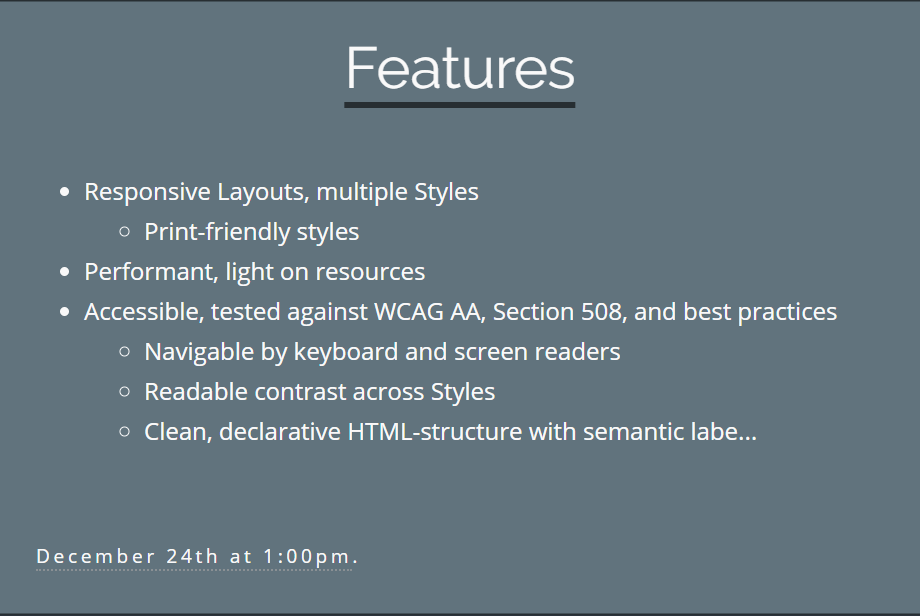 Features
Responsive Layouts, multiple Styles
Print-friendly styles
Performant, light on resources
Accessible, tested against WCAG AA, Section 508, and best practices
Navigable by keyboard and screen readers
Readable contrast across Styles
Clean, declarative HTML-structure with semantic labe...
December 24th at 1:00pm.